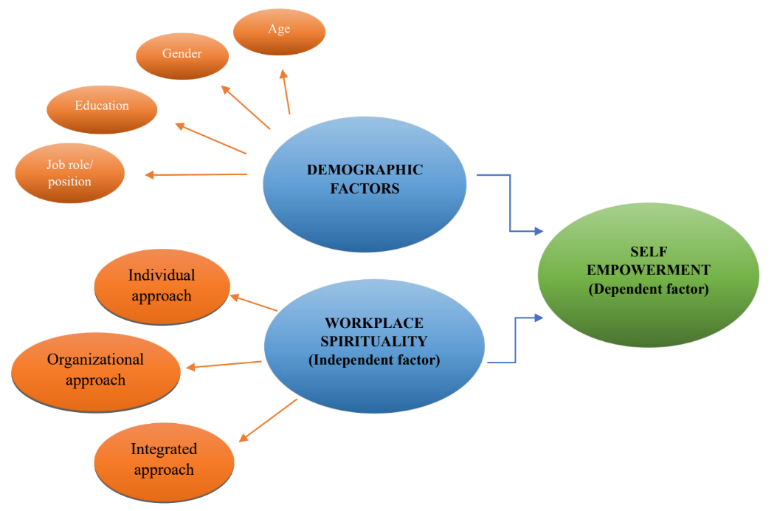 Age
Gender
Education
Job role/
position
DEMOGRAPHIC
FACTORS
SELF
EMPOWERMENT
(Dependent factor)
Individual
approach
WORKPLACE
SPIRITUALITY
(Independent factor)
Organizational
approach
Integrated
approach